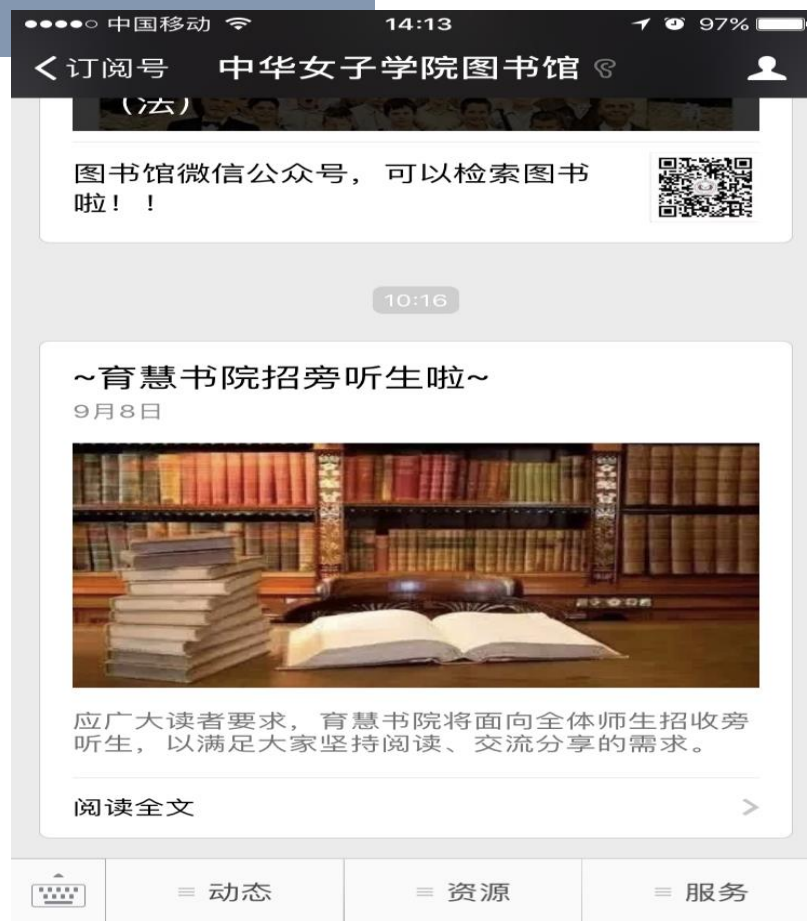 中国移动 14:13 97%
订阅号 中华女子学院图书馆
（法）
图书馆微信公众号，可以检索图书
啦！！
10:16
~育慧书院招旁听生啦~
9月8日
应广大读者要求，育慧书院将面向全体师生招收旁
听生，以满足大家坚持阅读、交流分享的需求。
阅读全文
动态 资源 服务